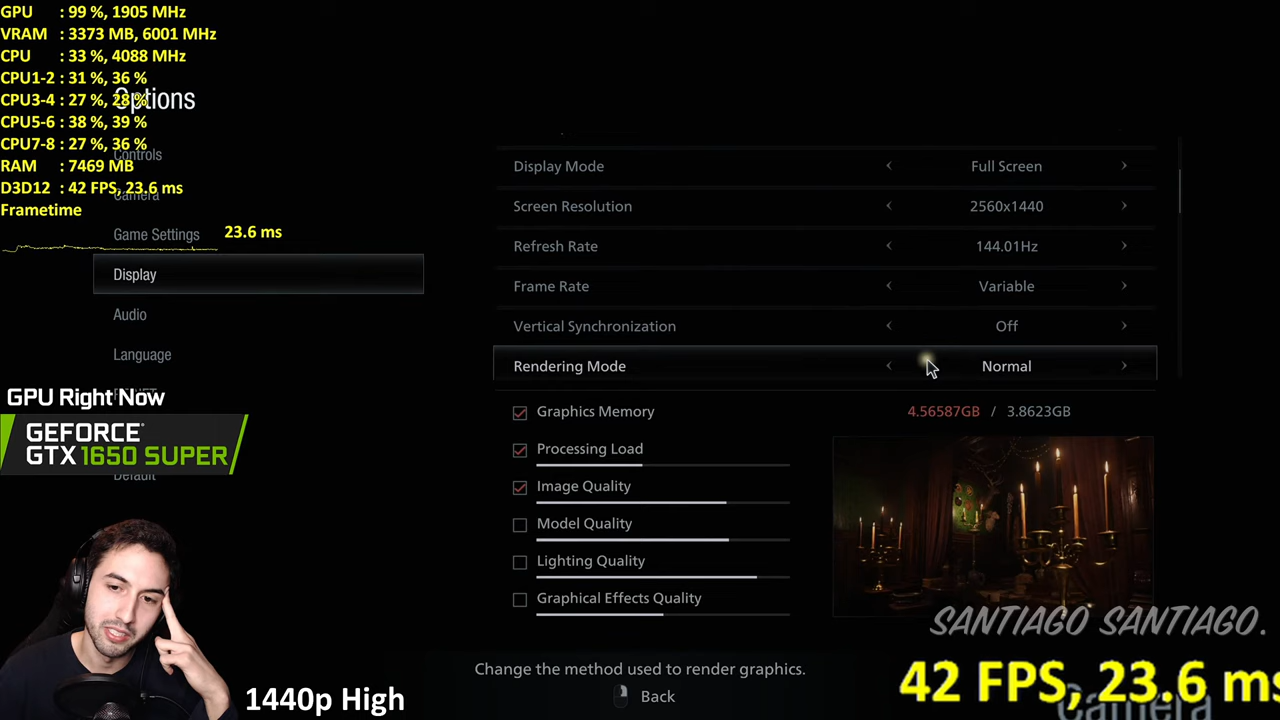 GPU : 99 %, 1905 MHz
VRAM : 3373 MB, 6001 MHz
CPU : 33 %, 4088 MHz
CPU1-2 : 31 %, 36 %
CPU3-4 : 27 %, 28 %
CPU5-6 : 38 %, 39 %
CPU7-8 : 27 %, 36 %
RAM : 7469 MB
D3D12 : 42 FPS, 23.6 ms
Frametime
23.6 ms
Options
Controls
Camera
Game Settings
Display
Audio
Language
Default
Display Mode < Full Screen >
Screen Resolution < 2560x1440 >
Refresh Rate < 144.01Hz >
Frame Rate < Variable >
Vertical Synchronization < Off >
Rendering Mode < Normal >
Graphics Memory 4.56587GB / 3.8623GB
Processing Load
Image Quality
Model Quality
Lighting Quality
Graphical Effects Quality
Change the method used to render graphics.
Back
GPU Right Now
GEFORCE
GTX 1650 SUPER
1440p High
SANTIAGO SANTIAGO.
42 FPS, 23.6 ms
Camera